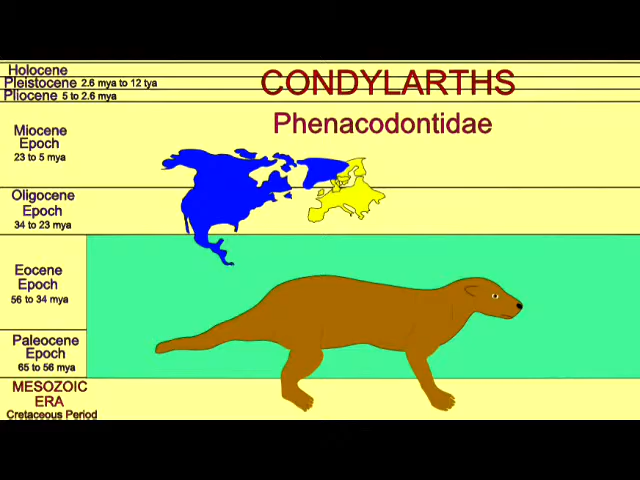 CONDYLARTHS
Phenacodontidae
Holocene
Pleistocene 2.6 mya to 12 tya
Pliocene 5 to 2.6 mya
Miocene
Epoch
23 to 5 mya
Oligocene
Epoch
34 to 23 mya
Eocene
Epoch
56 to 34 mya
Paleocene
Epoch
65 to 56 mya
MESOZOIC
ERA
Cretaceous Period